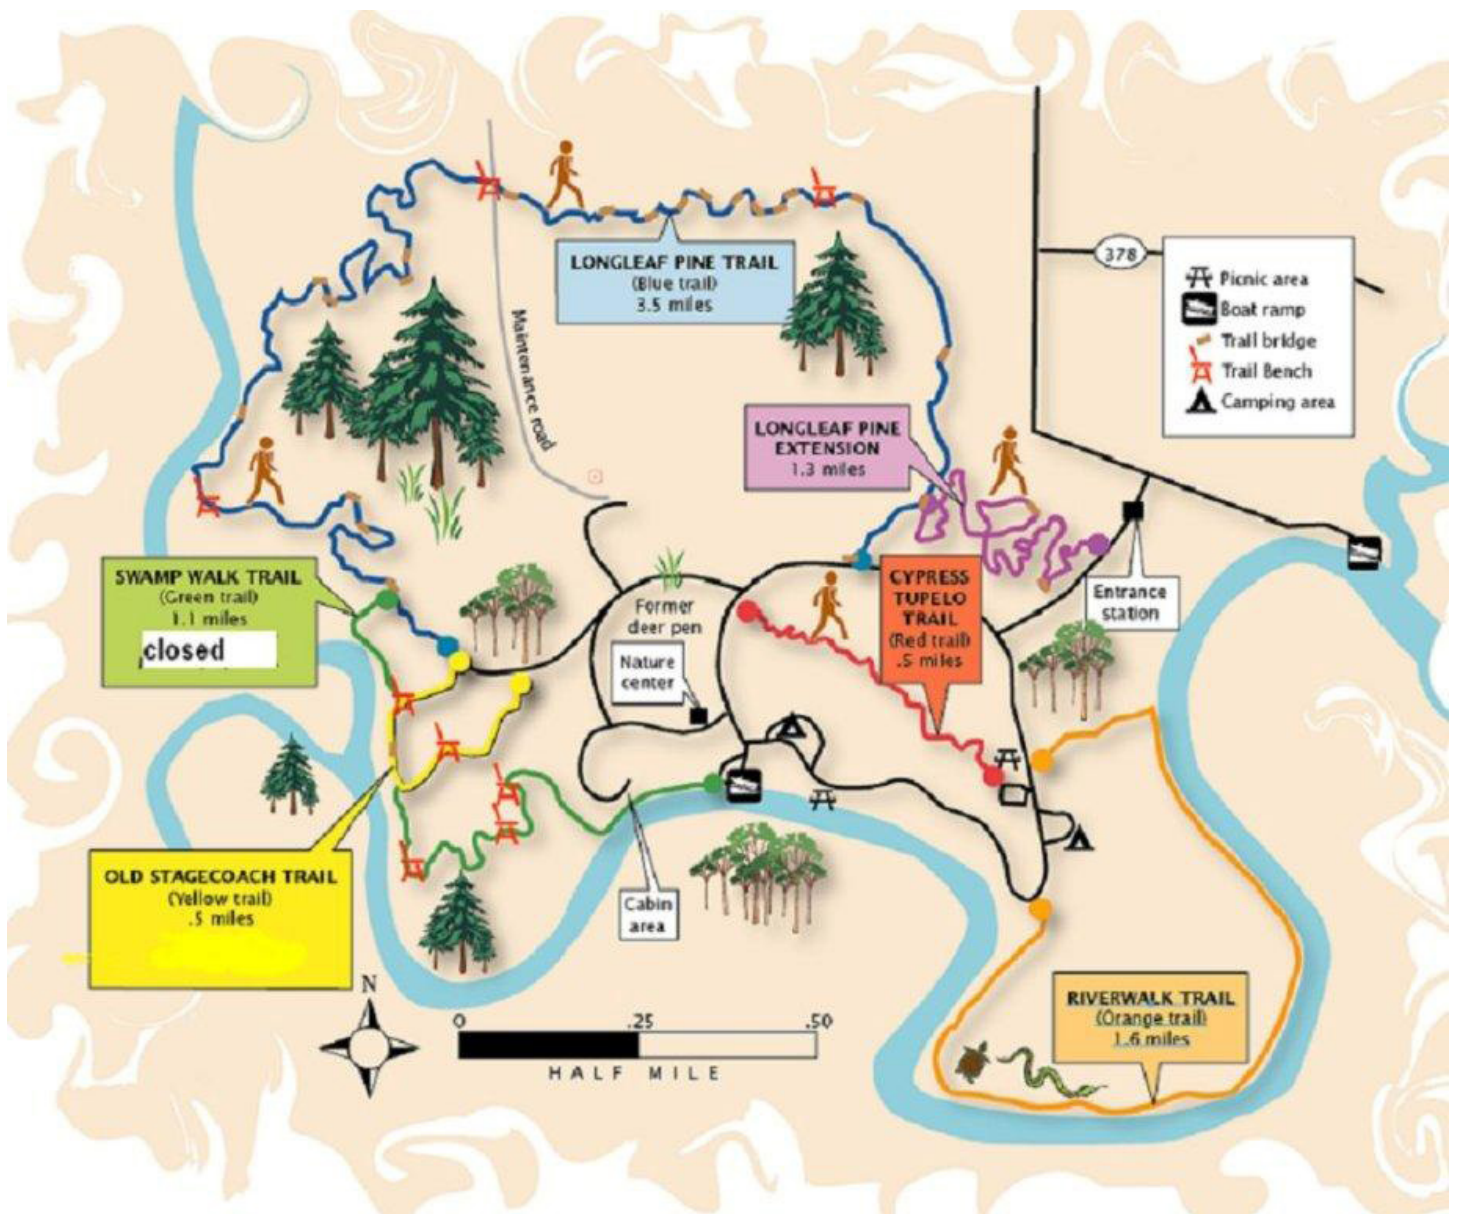 378
LONGLEAF PINE TRAIL
(Blue trail)
3.5 miles
Picnic area
Boat ramp
Trail bridge
Trail Bench
Camping area
Maintenance road
LONGLEAF PINE
EXTENSION
1.3 miles
SWAMP WALK TRAIL
(Green trail)
1.1 miles
closed
Former
deer pen
Nature
center
CYPRESS
TUPELO
TRAIL
(Red trail)
.5 miles
Entrance
station
OLD STAGECOACH TRAIL
(Yellow trail)
.5 miles
Cabin
area
RIVERWALK TRAIL
(Orange trail)
1.6 miles
N
0 .25 .50
HALF MILE